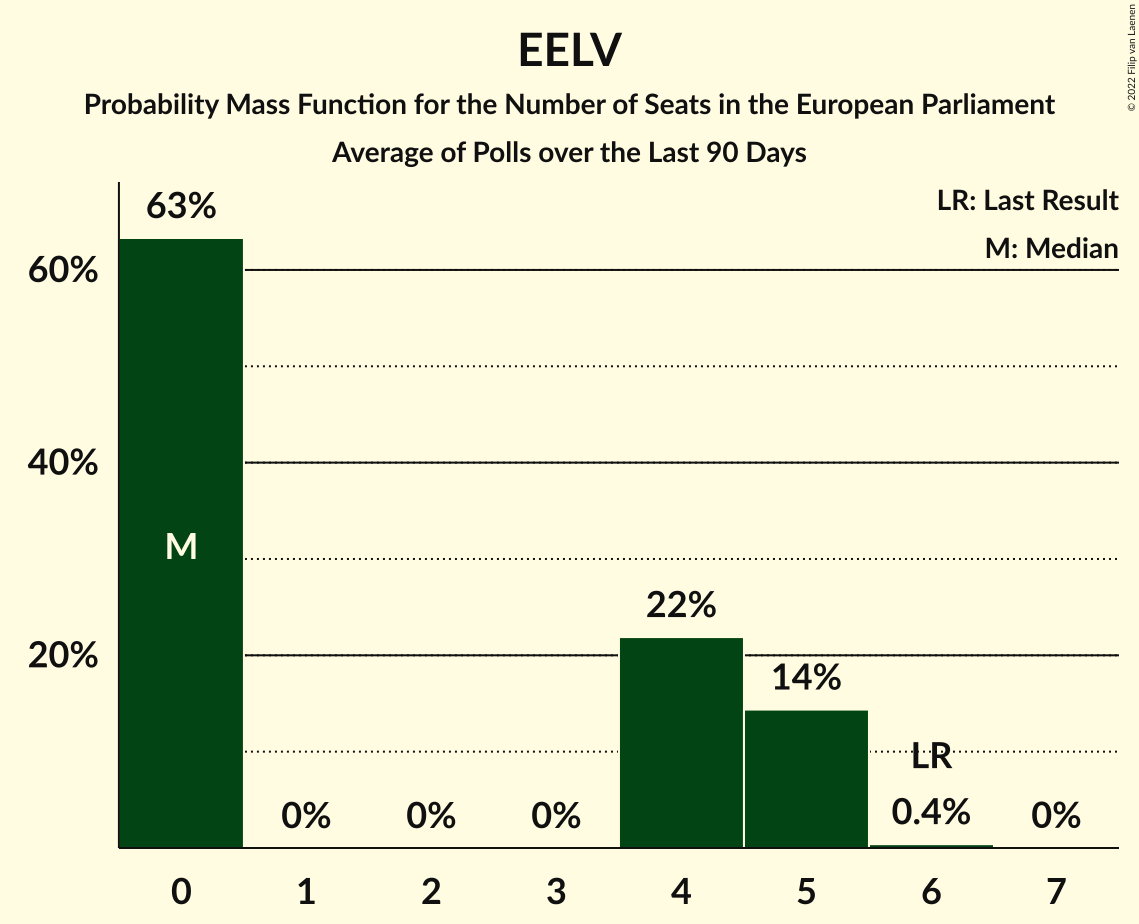 EELV
Probability Mass Function for the Number of Seats in the European Parliament
Average of Polls over the Last 90 Days
© 2022 Filip van Laenen
LR: Last Result
M: Median
63%
60%
40%
20%
M
0%
0%
0%
22%
14%
LR
0.4%
0%
0 1 2 3 4 5 6 7